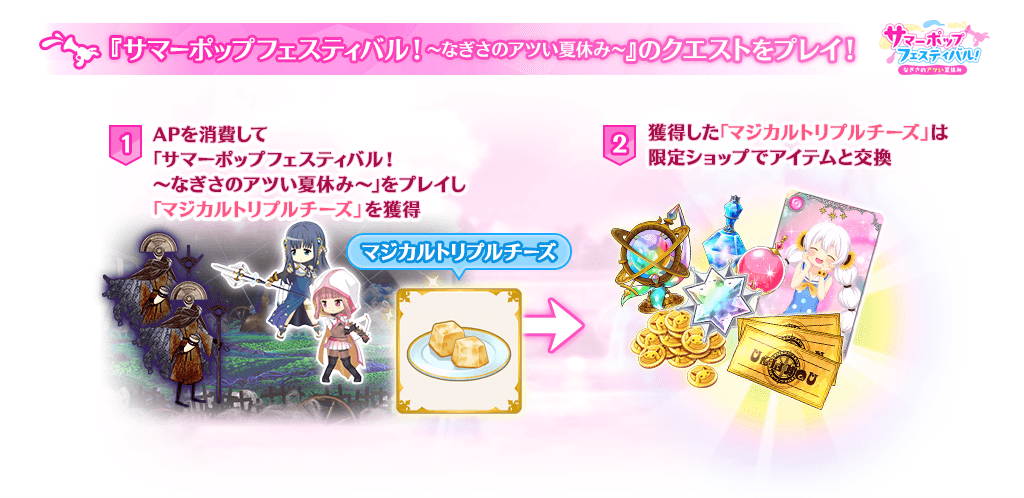 『サマーポップフェスティバル！～なぎさのアツい夏休み～』のクエストをプレイ！
サマーポップ
フェスティバル！
なぎさのアツい夏休み
1
APを消費して
「サマーポップフェスティバル！
～なぎさのアツい夏休み～」をプレイし
「マジカルトリプルチーズ」を獲得
マジカルトリプルチーズ
2
獲得した「マジカルトリプルチーズ」は
限定ショップでアイテムと交換